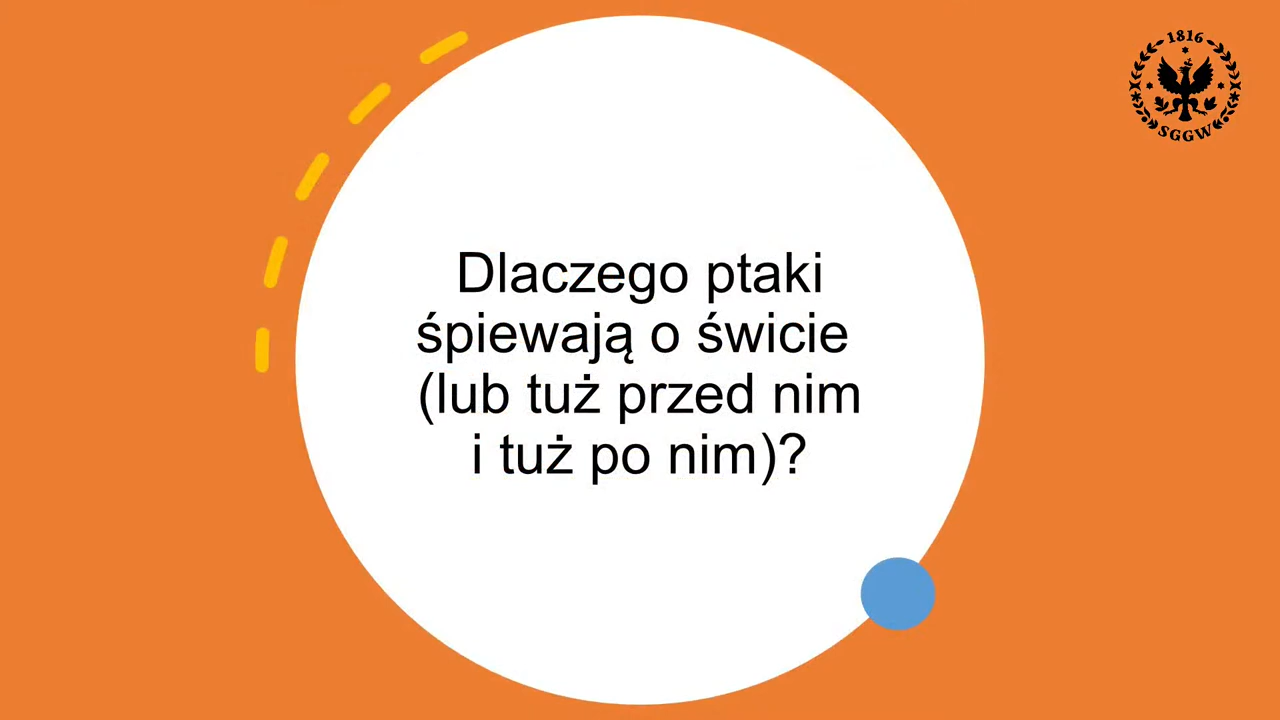 1816
SGGW
Dlaczego ptaki
śpiewają o świcie
(lub tuż przed nim
i tuż po nim)?